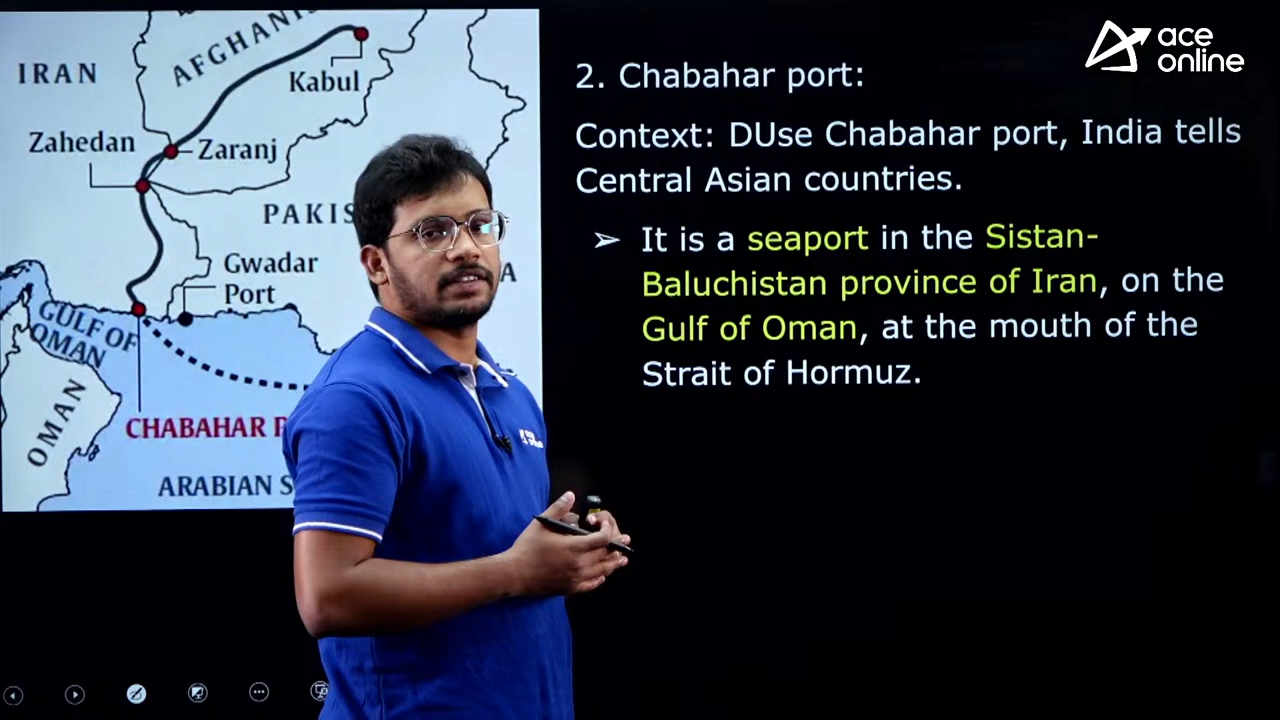 IRAN
AFGHANIS
Kabul
Zahedan
Zaranj
PAKIS
Gwadar
Port
GULF OF
OMAN
OMAN
CHABAHAR P
ARABIAN S
A
ace
online
2. Chabahar port:
Context: DUse Chabahar port, India tells
Central Asian countries.
➢ It is a seaport in the Sistan-
Baluchistan province of Iran, on the
Gulf of Oman, at the mouth of the
Strait of Hormuz.